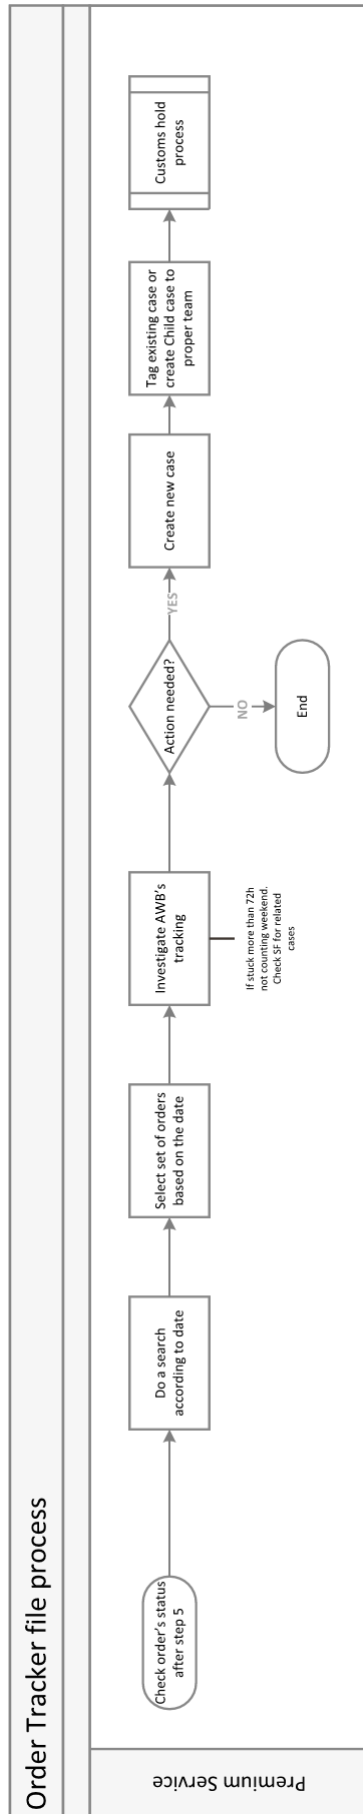 Order Tracker file process
Premium Service
Check order's status
after step 5
Do a search
according to date
Select set of orders
based on the date
Investigate AWB's
tracking
If stuck more than 72h
not counting weekend.
Check SF for related
cases
Action needed?
YES
NO
End
Create new case
Tag existing case or
create Child case to
proper team
Customs hold
process